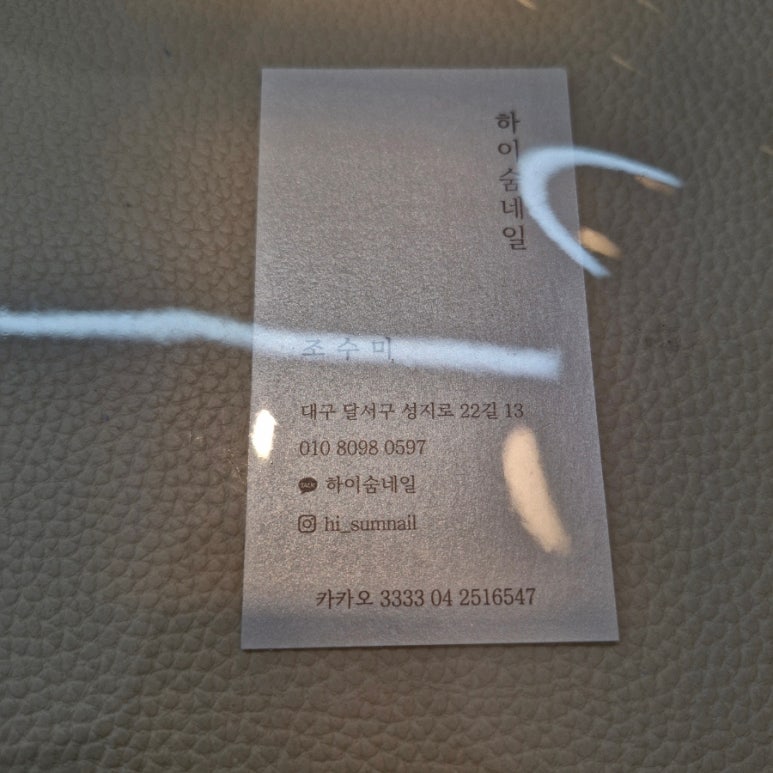 하이숨네일
조수미
대구 달서구 성지로 22길 13
010 8098 0597
TALK 하이숨네일
hi_sumnail
카카오 3333 04 2516547